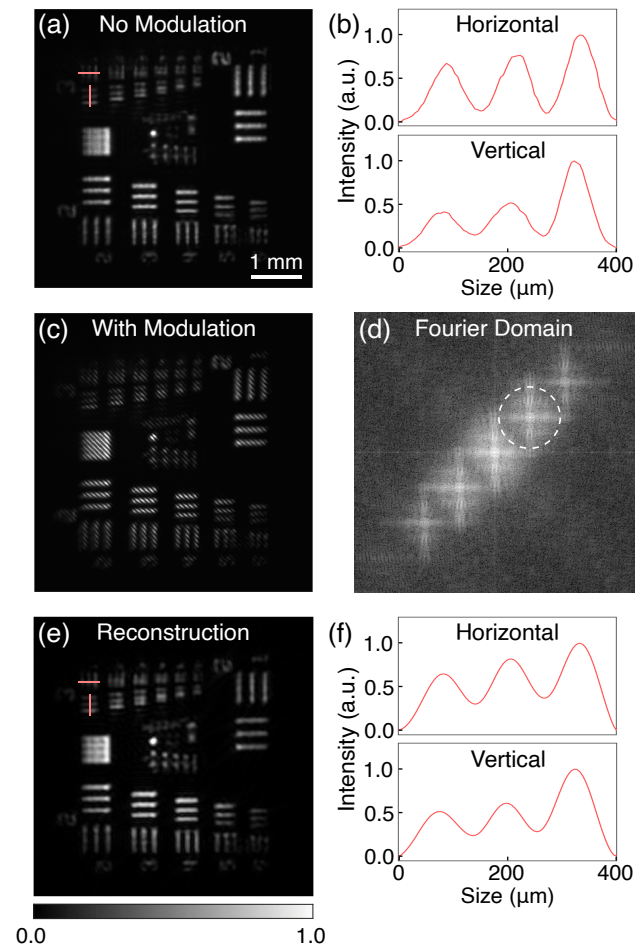 (a) No Modulation
1 mm
(b)
Horizontal
1.0
0.5
0.0
Vertical
1.0
0.5
0.0
Intensity (a.u.)
0 200 400
Size (µm)
(c) With Modulation
(d) Fourier Domain
(e) Reconstruction
0.0 1.0
(f)
Horizontal
1.0
0.5
0.0
Vertical
1.0
0.5
0.0
Intensity (a.u.)
0 200 400
Size (µm)